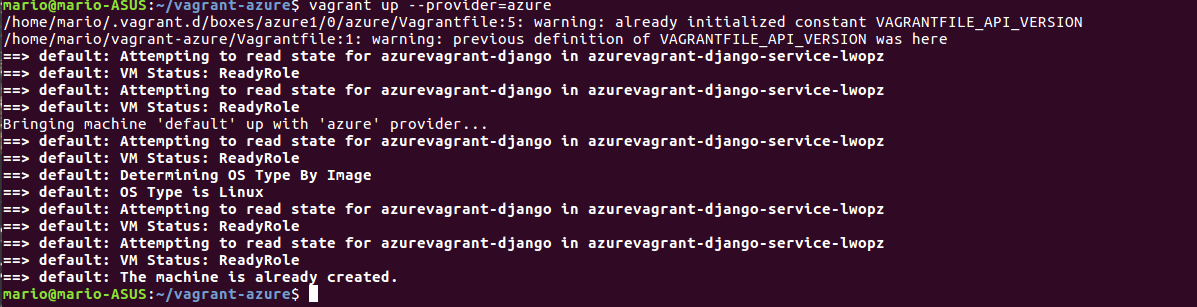 mario@mario-ASUS:~/vagrant-azure$ vagrant up --provider=azure
/home/mario/.vagrant.d/boxes/azure1/0/azure/Vagrantfile:5: warning: already initialized constant VAGRANTFILE_API_VERSION
/home/mario/vagrant-azure/Vagrantfile:1: warning: previous definition of VAGRANTFILE_API_VERSION was here
==> default: Attempting to read state for azurevagrant-django in azurevagrant-django-service-lwopz
==> default: VM Status: ReadyRole
==> default: Attempting to read state for azurevagrant-django in azurevagrant-django-service-lwopz
==> default: VM Status: ReadyRole
Bringing machine 'default' up with 'azure' provider...
==> default: Attempting to read state for azurevagrant-django in azurevagrant-django-service-lwopz
==> default: VM Status: ReadyRole
==> default: Determining OS Type By Image
==> default: OS Type is Linux
==> default: Attempting to read state for azurevagrant-django in azurevagrant-django-service-lwopz
==> default: VM Status: ReadyRole
==> default: Attempting to read state for azurevagrant-django in azurevagrant-django-service-lwopz
==> default: VM Status: ReadyRole
==> default: The machine is already created.
mario@mario-ASUS:~/vagrant-azure$